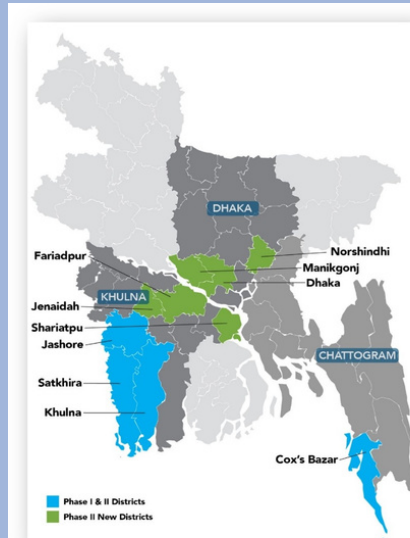 DHAKA
Norshindhi
Fariadpur
Manikgonj
Dhaka
KHULNA
Jenaidah
Shariatpu
Jashore
CHATTOGRAM
Satkhira
Khulna
Cox's Bazar
Phase I & II Districts
Phase II New Districts